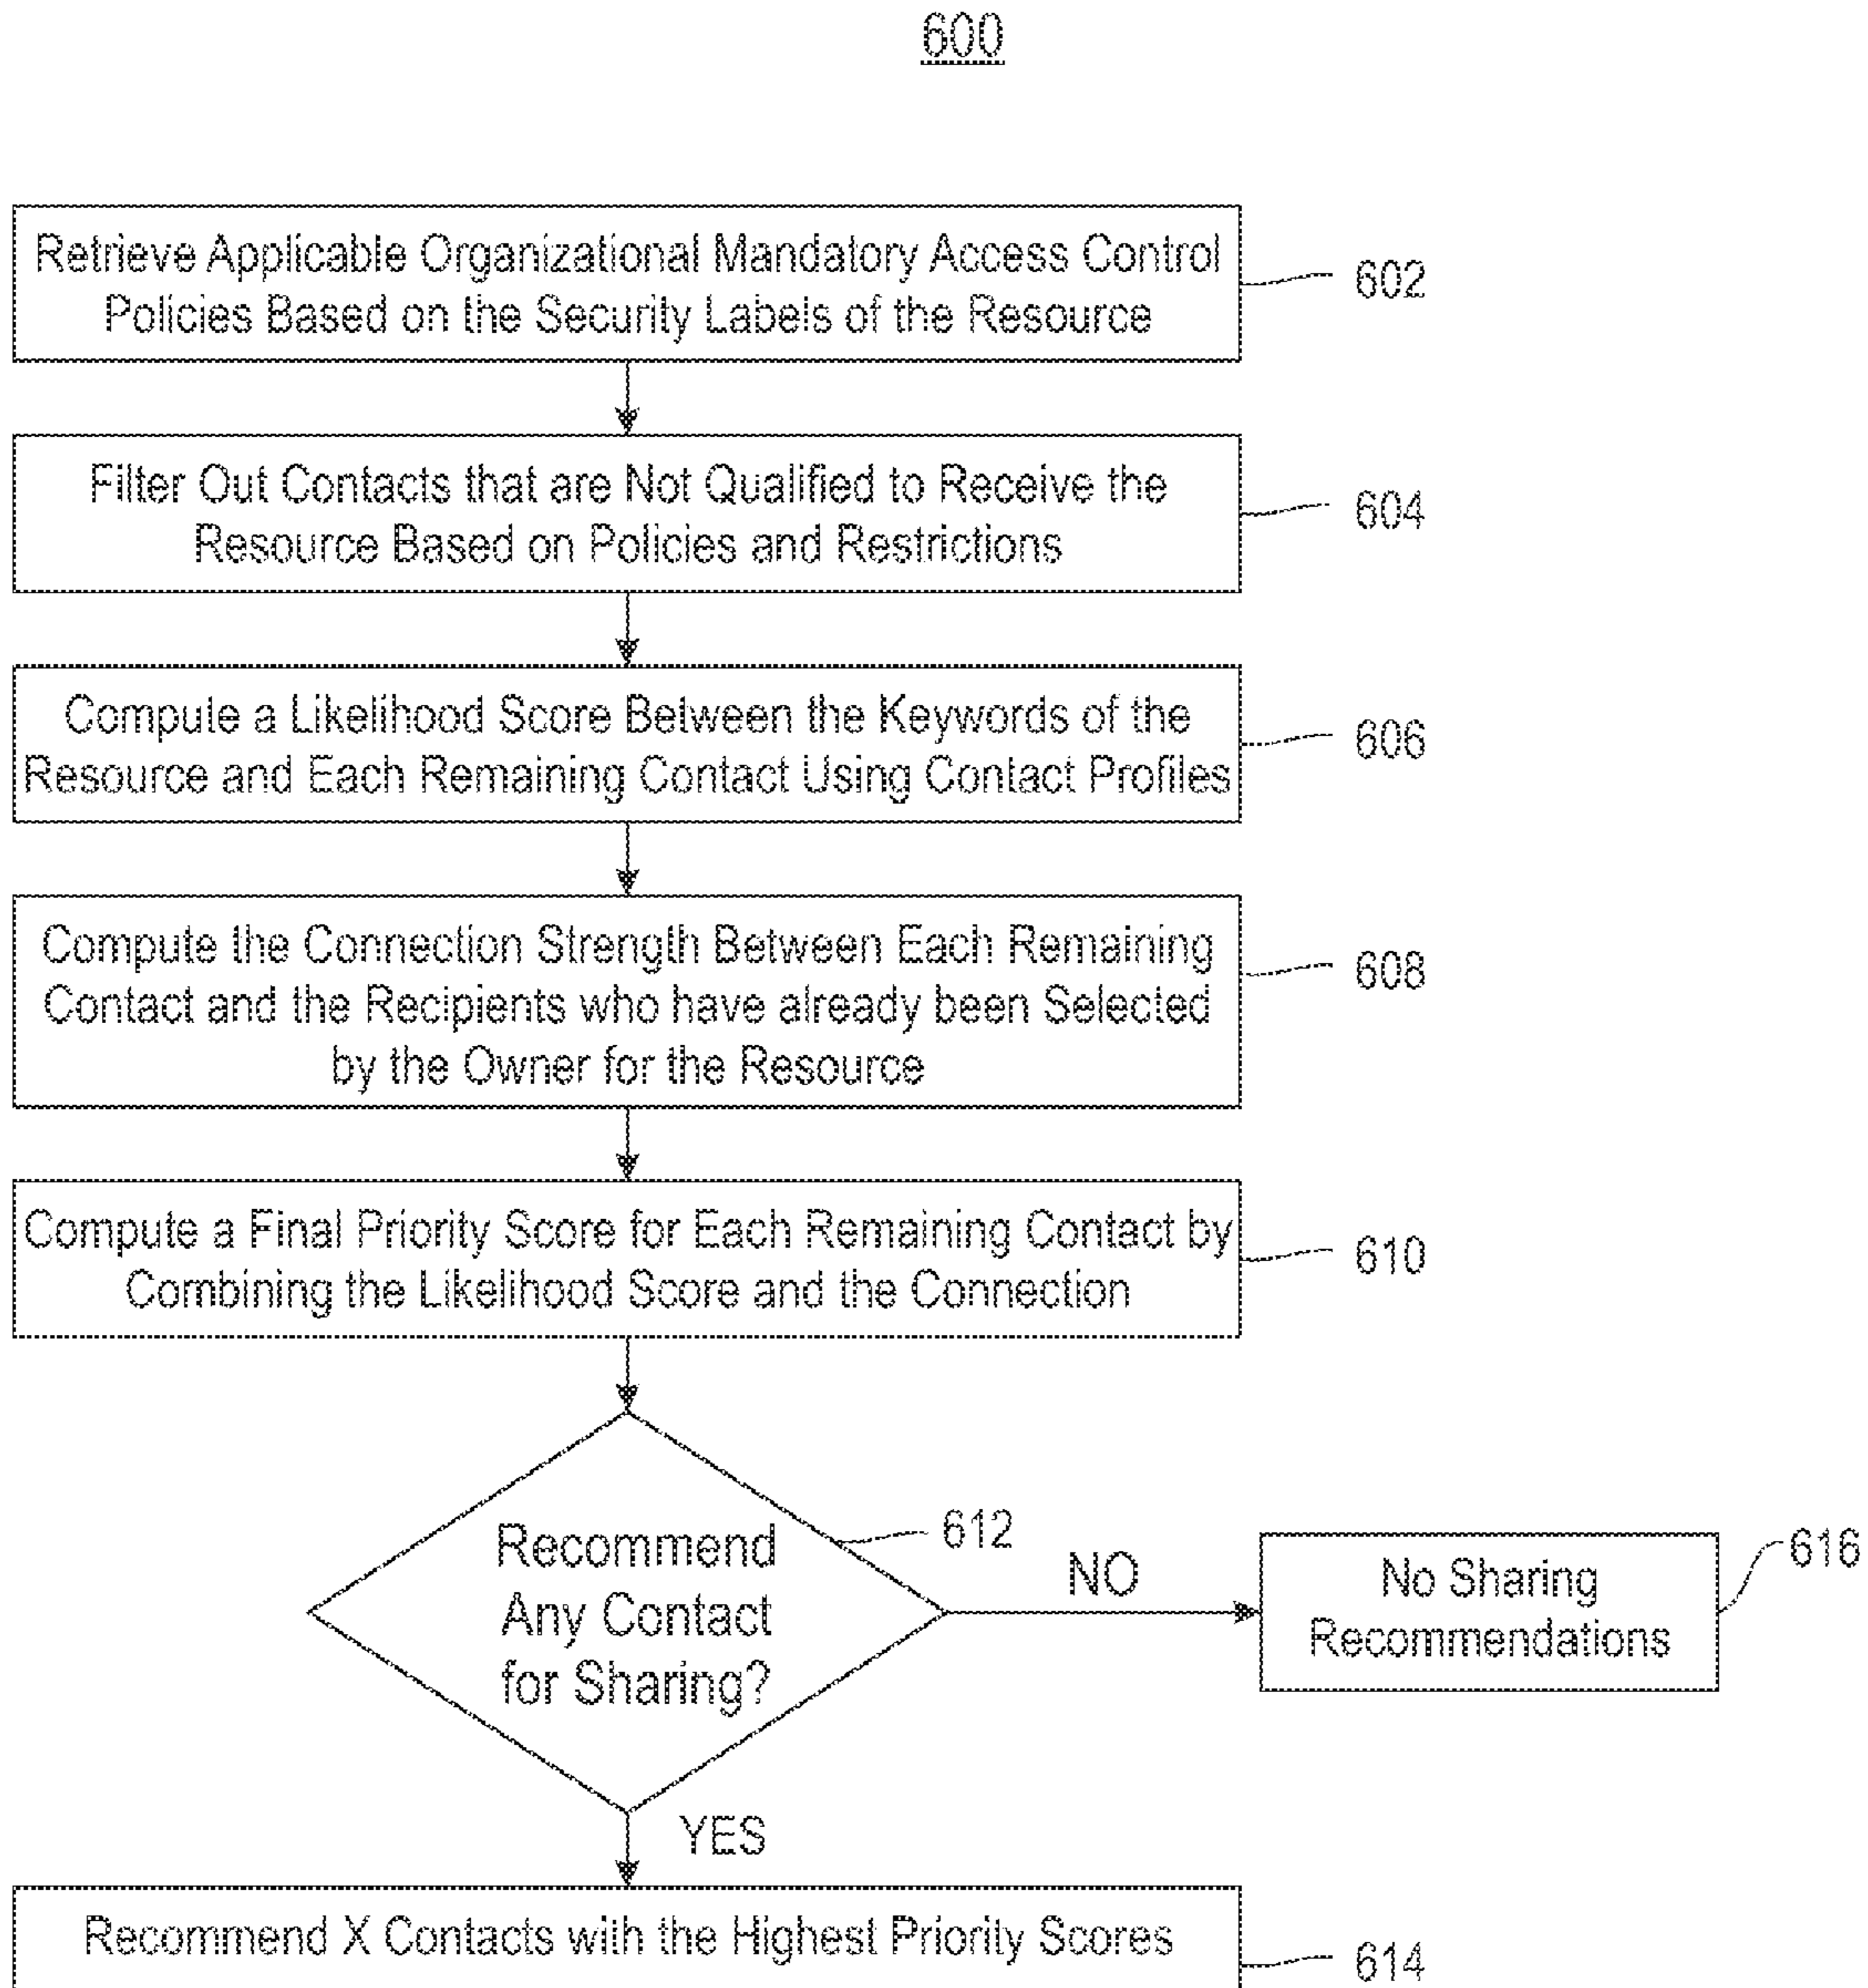 600
Retrieve Applicable Organizational Mandatory Access Control
Policies Based on the Security Labels of the Resource
602
Filter Out Contacts that are Not Qualified to Receive the
Resource Based on Policies and Restrictions
604
Compute a Likelihood Score Between the Keywords of the
Resource and Each Remaining Contact Using Contact Profiles
606
Compute the Connection Strength Between Each Remaining
Contact and the Recipients who have already been Selected
by the Owner for the Resource
608
Compute a Final Priority Score for Each Remaining Contact by
Combining the Likelihood Score and the Connection
610
Recommend
Any Contact
for Sharing?
612
NO
No Sharing
Recommendations
616
YES
Recommend X Contacts with the Highest Priority Scores
614